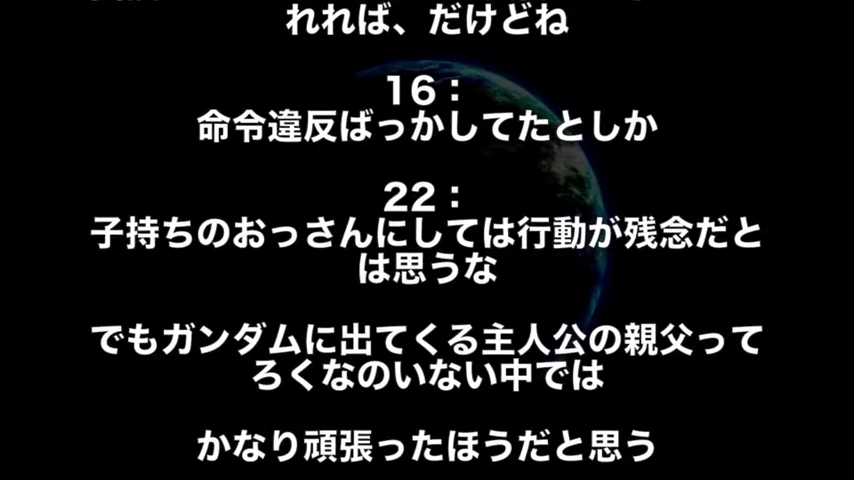 れれば、だけどね
16：
命令違反ばっかしてたとしか
22：
子持ちのおっさんにしては行動が残念だと
は思うな
でもガンダムに出てくる主人公の親父って
ろくなのいない中では
かなり頑張ったほうだと思う